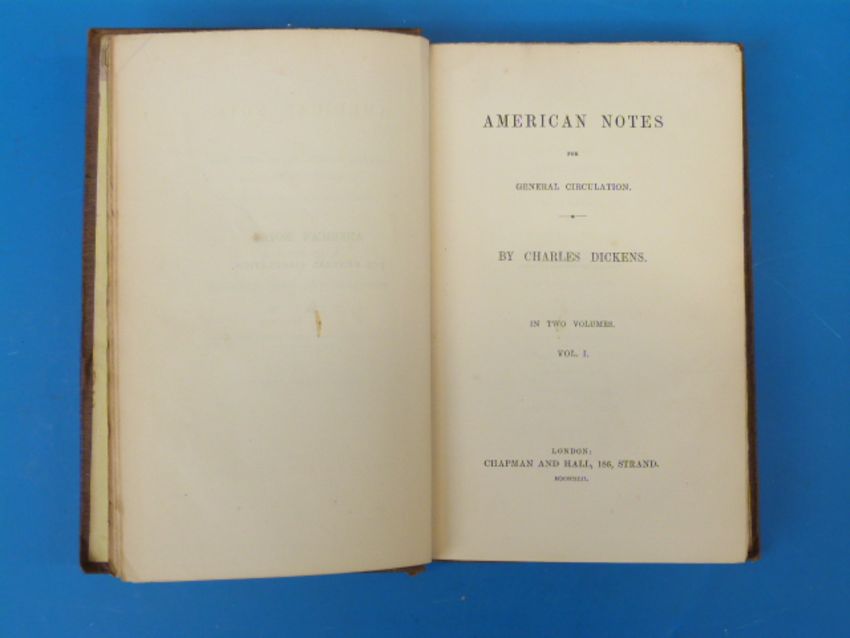 AMERICAN NOTES
FOR
GENERAL CIRCULATION.
BY CHARLES DICKENS.
IN TWO VOLUMES.
VOL. I.
LONDON:
CHAPMAN AND HALL, 186, STRAND.
MDCCCXLII.